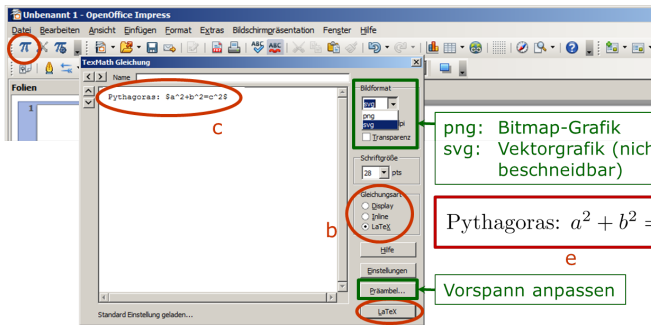 Unbenannt 1 - OpenOffice Impress
Datei Bearbeiten Ansicht Einfügen Format Extras Bildschirmpräsentation Fenster Hilfe
π
Folien
1
TexMath Gleichung
Name
Pythagoras: $a^2+b^2=c^2$
c
Bildformat
svg
png
svg
Transparenz
png: Bitmap-Grafik
svg: Vektorgrafik (nich
beschneidbar)
Schriftgröße
28 pts
Gleichungsart
Display
Inline
LaTeX
b
Pythagoras: a² + b² =
e
Hilfe
Einstellungen
Präambel...
Vorspann anpassen
LaTeX
Standard Einstellung geladen...